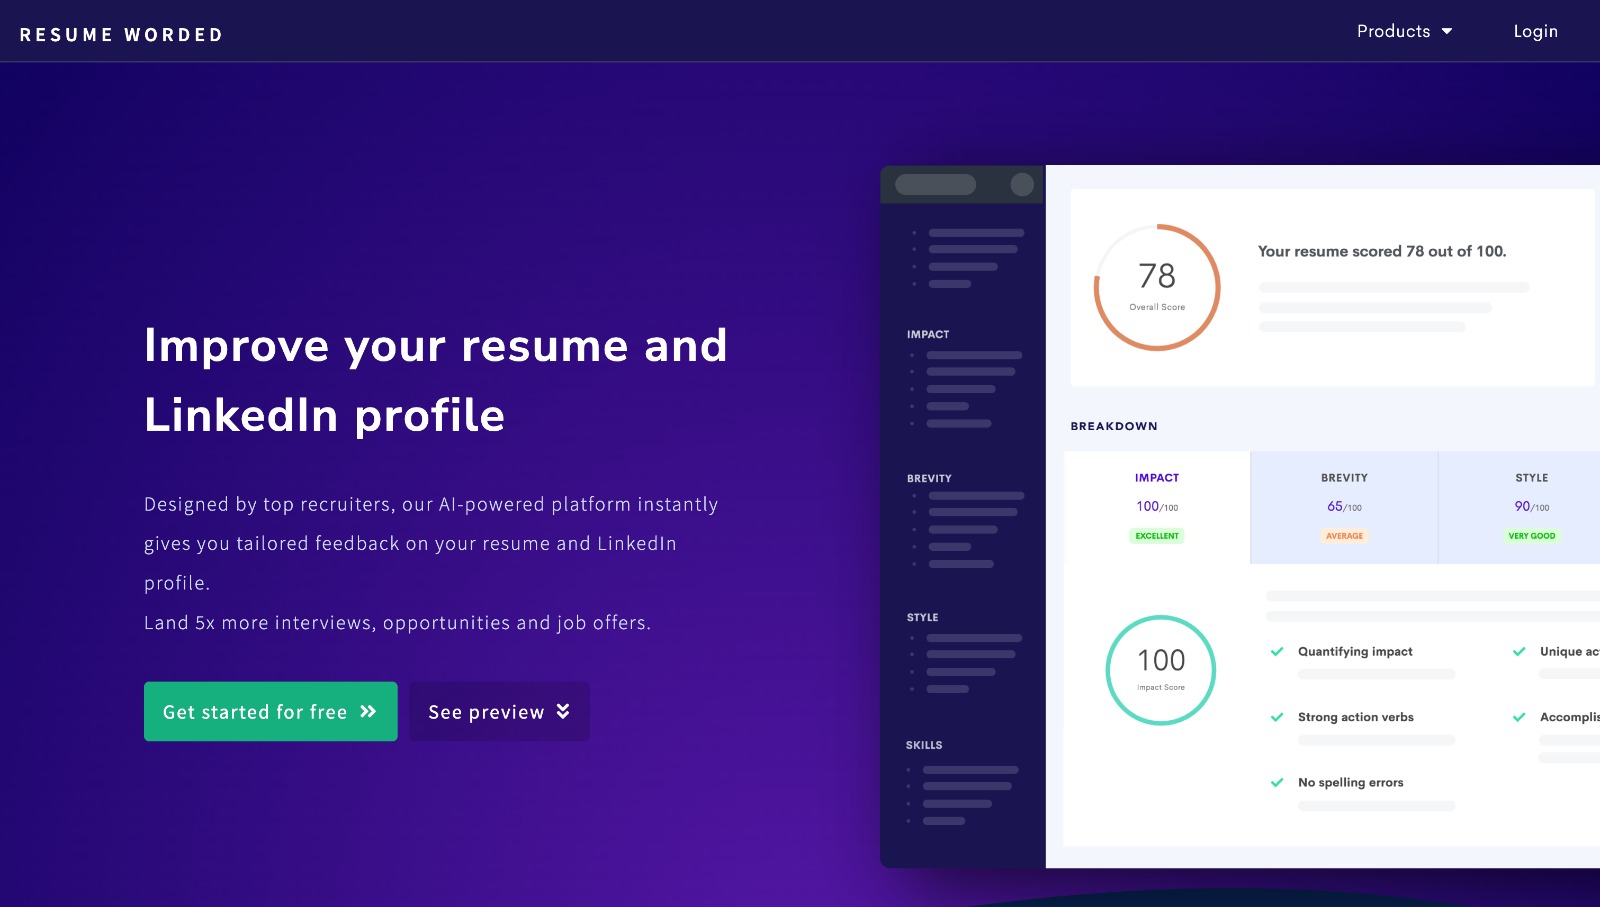 RESUME WORDED
Products
Login
Improve your resume and
LinkedIn profile
Designed by top recruiters, our AI-powered platform instantly
gives you tailored feedback on your resume and LinkedIn
profile.
Land 5x more interviews, opportunities and job offers.
Get started for free
See preview
IMPACT
BREVITY
STYLE
SKILLS
78
Overall Score
Your resume scored 78 out of 100.
BREAKDOWN
IMPACT
100/100
EXCELLENT
BREVITY
65/100
AVERAGE
STYLE
90/100
VERY GOOD
100
Impact Score
Quantifying impact
Unique
Strong action verbs
No spelling errors